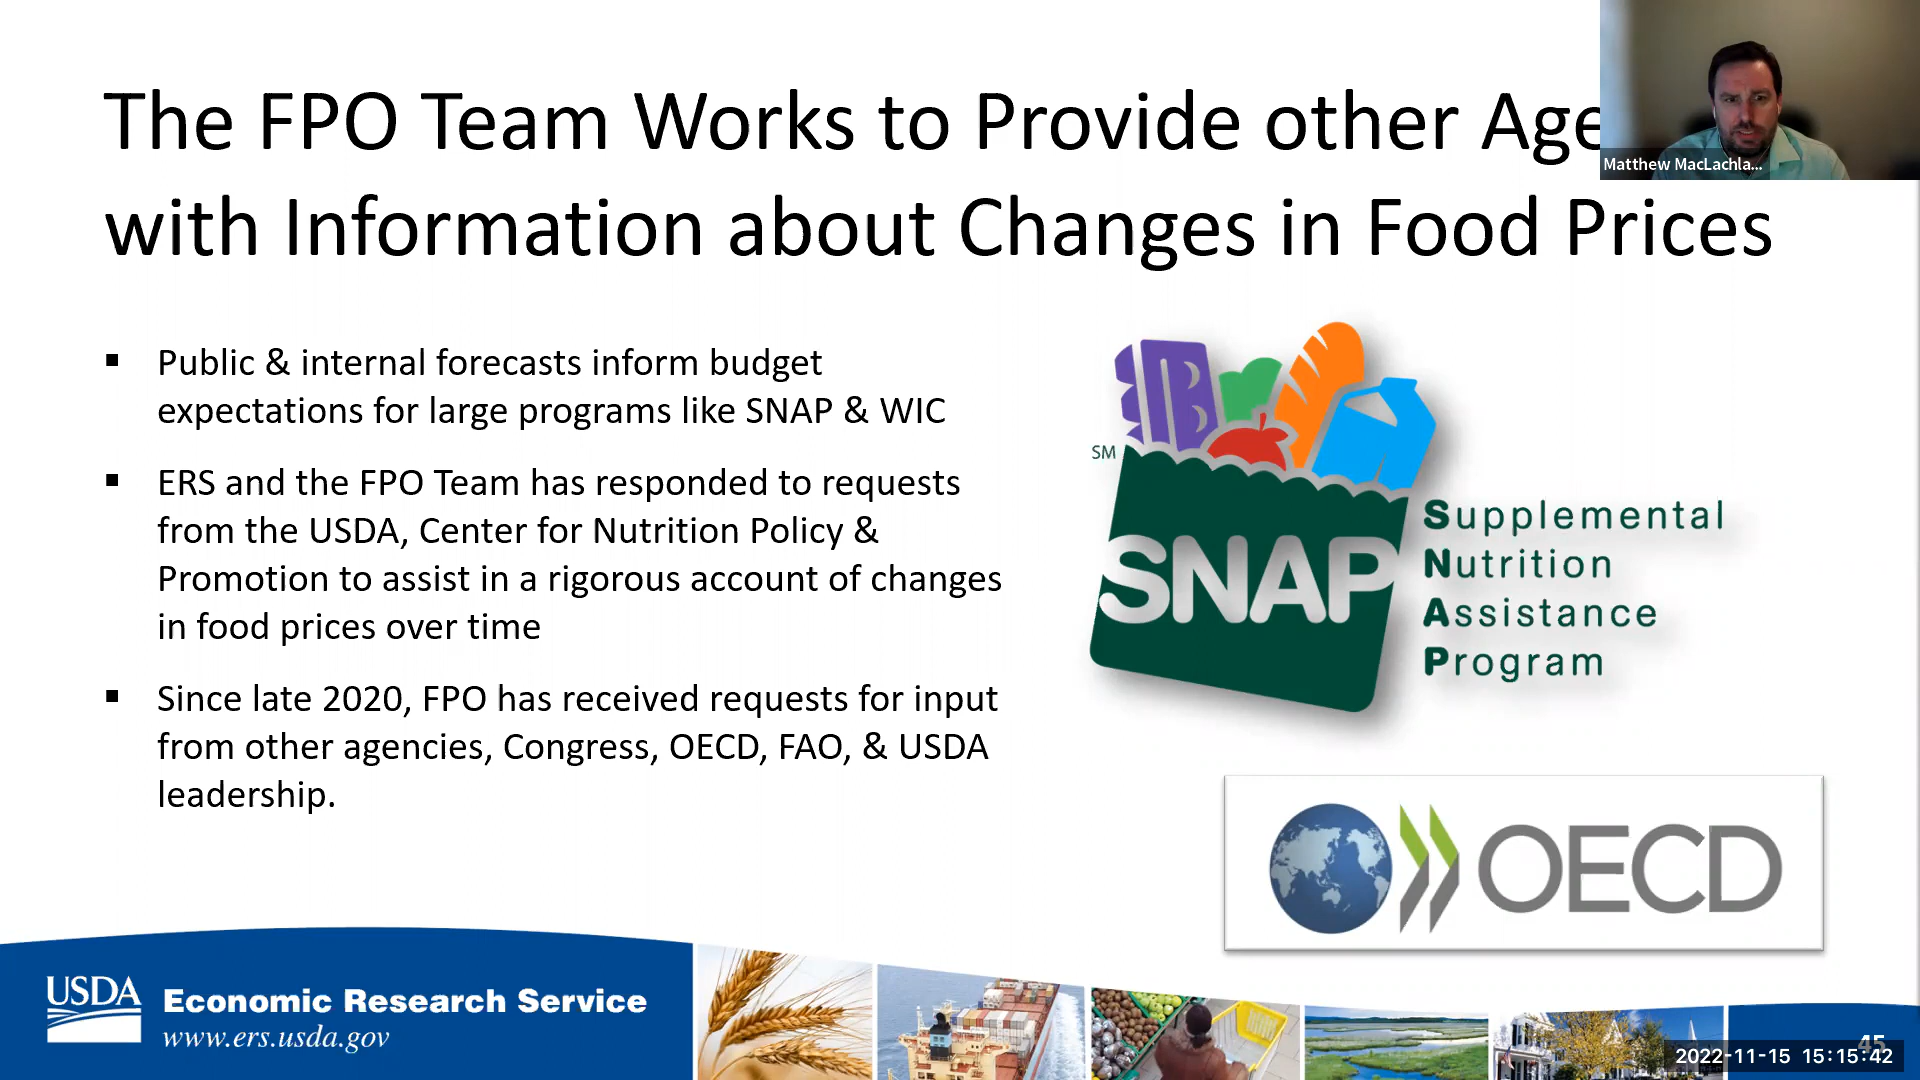 The FPO Team Works to Provide other Age
Matthew MacLachla...
with Information about Changes in Food Prices
▪ Public & internal forecasts inform budget
expectations for large programs like SNAP & WIC
▪ ERS and the FPO Team has responded to requests
from the USDA, Center for Nutrition Policy &
Promotion to assist in a rigorous account of changes
in food prices over time
▪ Since late 2020, FPO has received requests for input
from other agencies, Congress, OECD, FAO, & USDA
leadership.
SM
SNAP
Supplemental
Nutrition
Assistance
Program
OECD
USDA
Economic Research Service
www.ers.usda.gov
45
2022-11-15 15:15:42